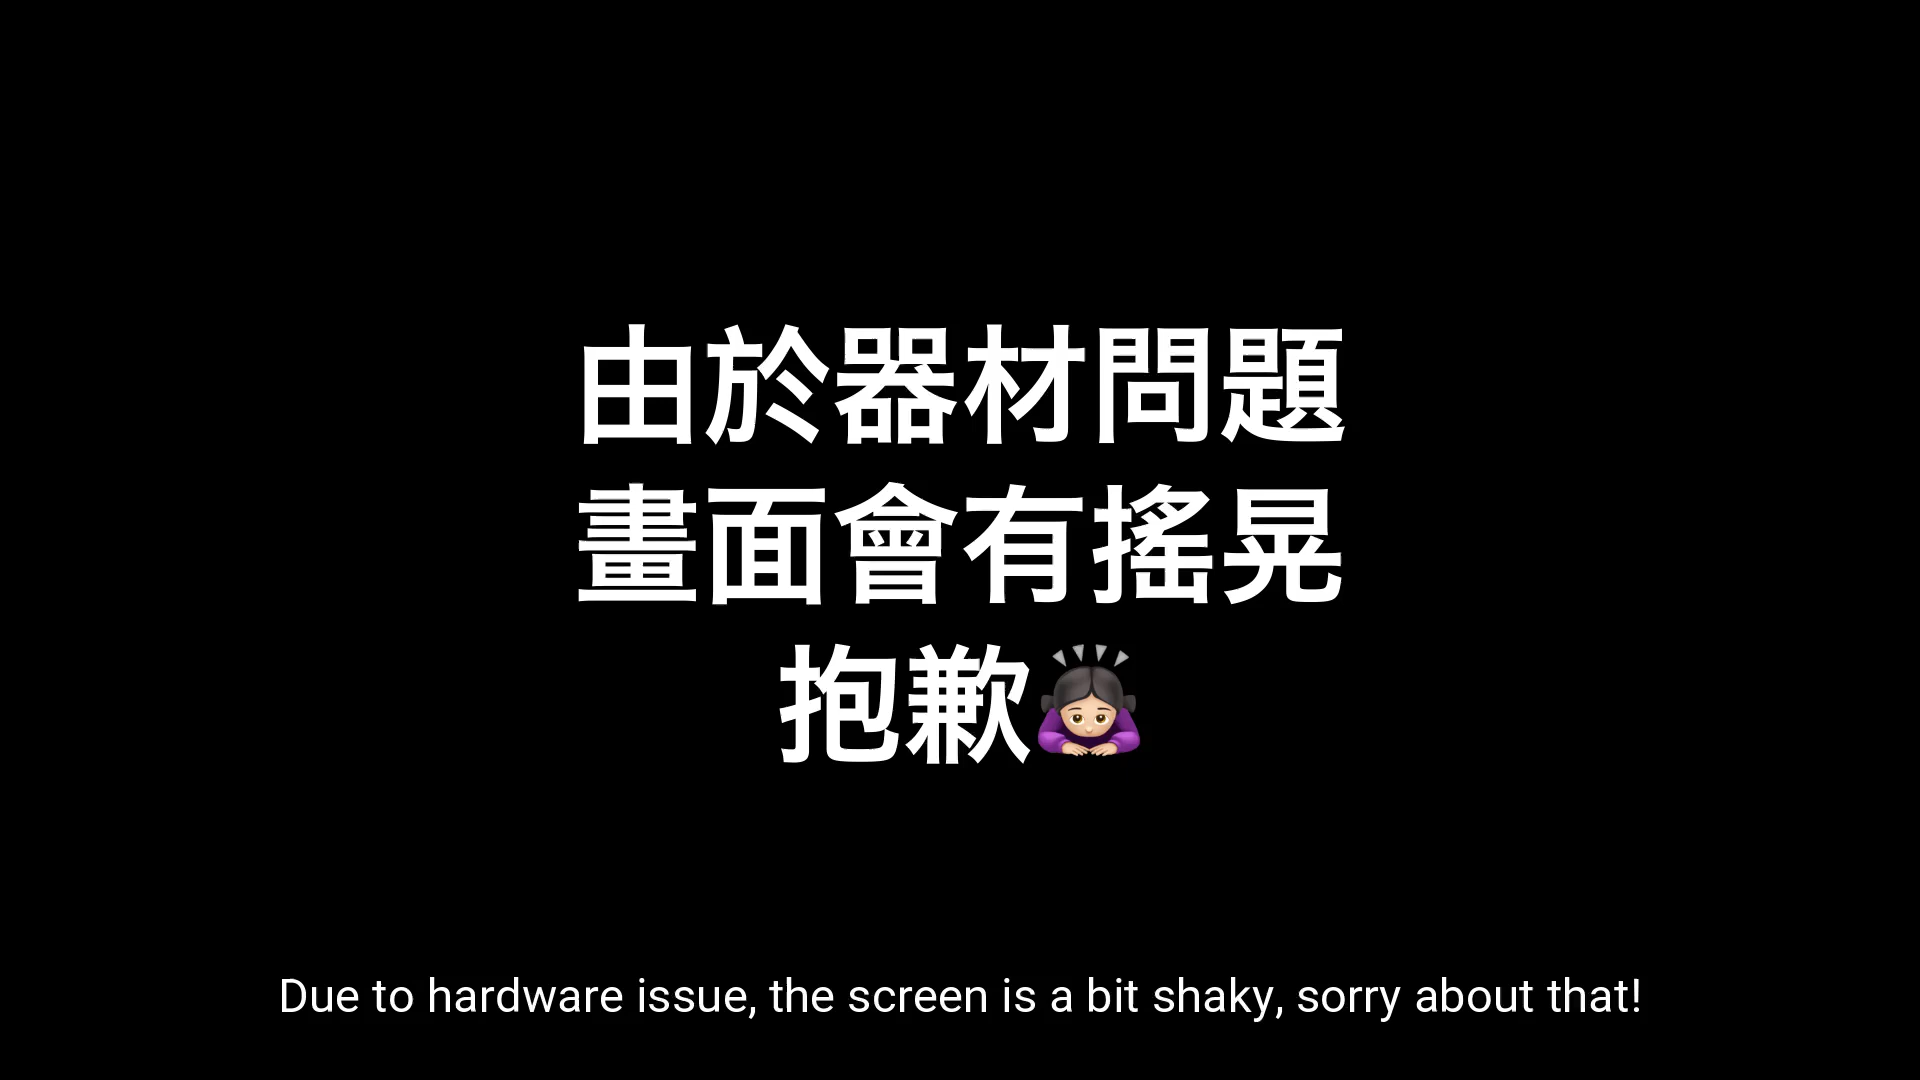 由於器材問題
畫面會有搖晃
抱歉🙇🏻‍♀️
Due to hardware issue, the screen is a bit shaky, sorry about that!